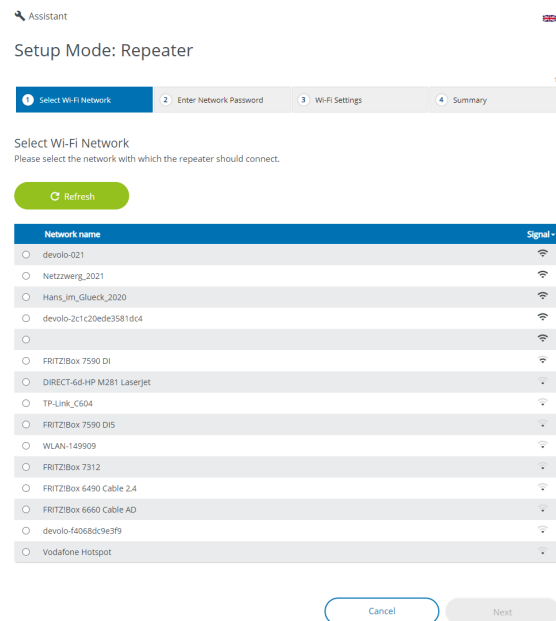 Assistant
Setup Mode: Repeater
1 Select Wi-Fi Network 2 Enter Network Password 3 Wi-Fi Settings 4 Summary
Select Wi-Fi Network
Please select the network with which the repeater should connect.
Refresh
Network name Signal
devolo-021
Netzzwerg_2021
Hans_im_Glueck_2020
devolo-2c1c20ede3581dc4
FRITZ!Box 7590 DI
DIRECT-6d-HP M281 LaserJet
TP-Link_C604
FRITZ!Box 7590 DI5
WLAN-149909
FRITZ!Box 7312
FRITZ!Box 6490 Cable 2,4
FRITZ!Box 6660 Cable AD
devolo-f4068dc9e3f9
Vodafone Hotspot
Cancel Next